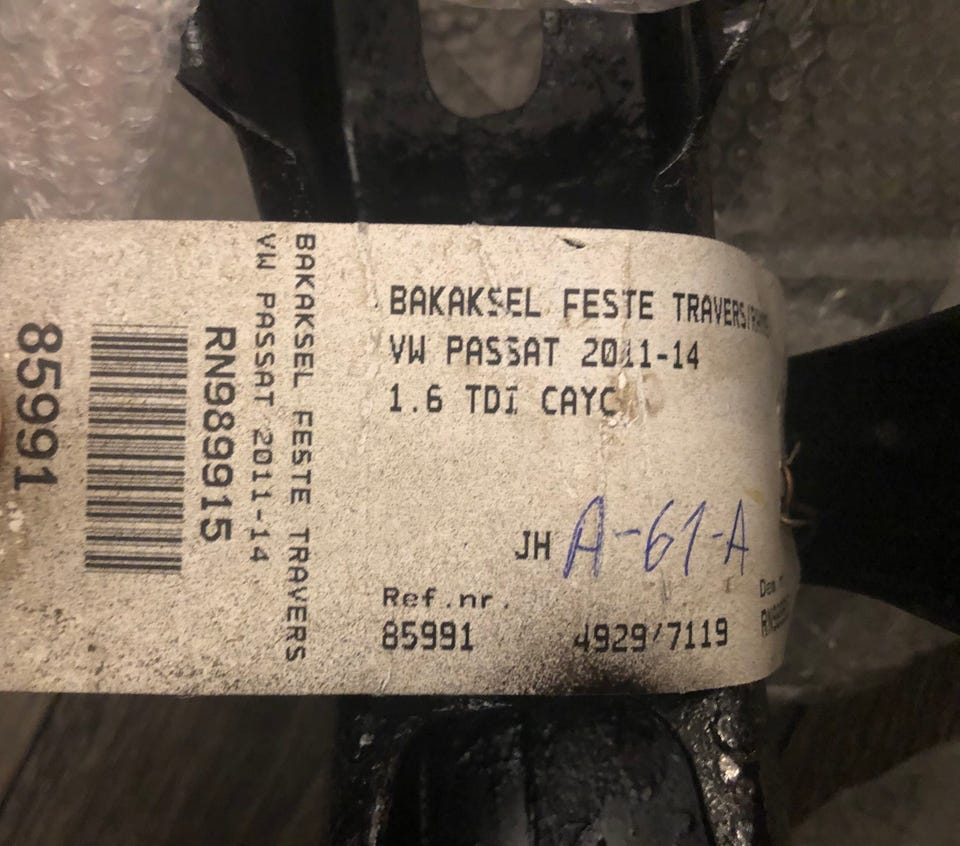 85991
RN989915
VW PASSAT 2011-14
BAKAKSEL FESTE TRAVERS
BAKAKSEL FESTE TRAVERS
VW PASSAT 2011-14
1.6 TDI CAYC
JH A-61-A
Ref.nr.
85991 4929/7119